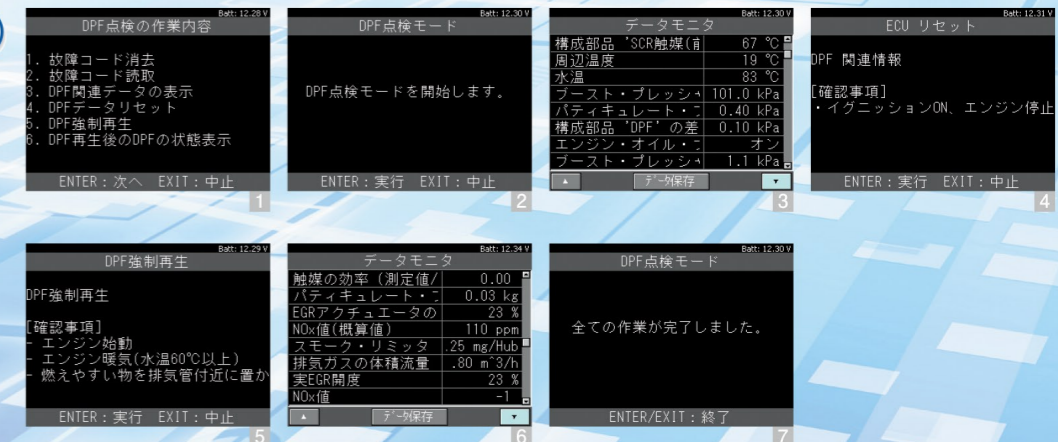 Batt: 12.28 V
DPF点検の作業内容
1. 故障コード消去
2. 故障コード読取
3. DPF関連データの表示
4. DPFデータリセット
5. DPF強制再生
6. DPF再生後のDPFの状態表示
ENTER：次へ EXIT：中止
1
Batt: 12.30 V
DPF点検モード
DPF点検モードを開始します。
ENTER：実行 EXIT：中止
2
Batt: 12.30 V
データモニタ
構成部品 'SCR触媒(前 67 ℃
周辺温度 19 ℃
水温 83 ℃
ブースト・プレッシャ 101.0 kPa
パティキュレート・フ 0.40 kPa
構成部品 'DPF' の差 0.10 kPa
エンジン・オイル・ オン
ブースト・プレッシャ 1.1 kPa
▲ データ保存 ▼
3
Batt: 12.31 V
ECU リセット
DPF 関連情報
[確認事項]
・イグニッションON、エンジン停止
ENTER：実行 EXIT：中止
4
Batt: 12.29 V
DPF強制再生
DPF強制再生
[確認事項]
- エンジン始動
- エンジン暖気(水温60℃以上)
- 燃えやすい物を排気管付近に置か
ENTER：実行 EXIT：中止
5
Batt: 12.34 V
データモニタ
触媒の効率 (測定値/ 0.00
パティキュレート・フ 0.03 kg
EGRアクチュエータの 23 %
NOx値(概算値) 110 ppm
スモーク・リミッタ .25 mg/Hub
排気ガスの体積流量 .80 m^3/h
実EGR開度 23 %
NOx値 -1
▲ データ保存 ▼
6
Batt: 12.30 V
DPF点検モード
全ての作業が完了しました。
ENTER/EXIT：終了
7